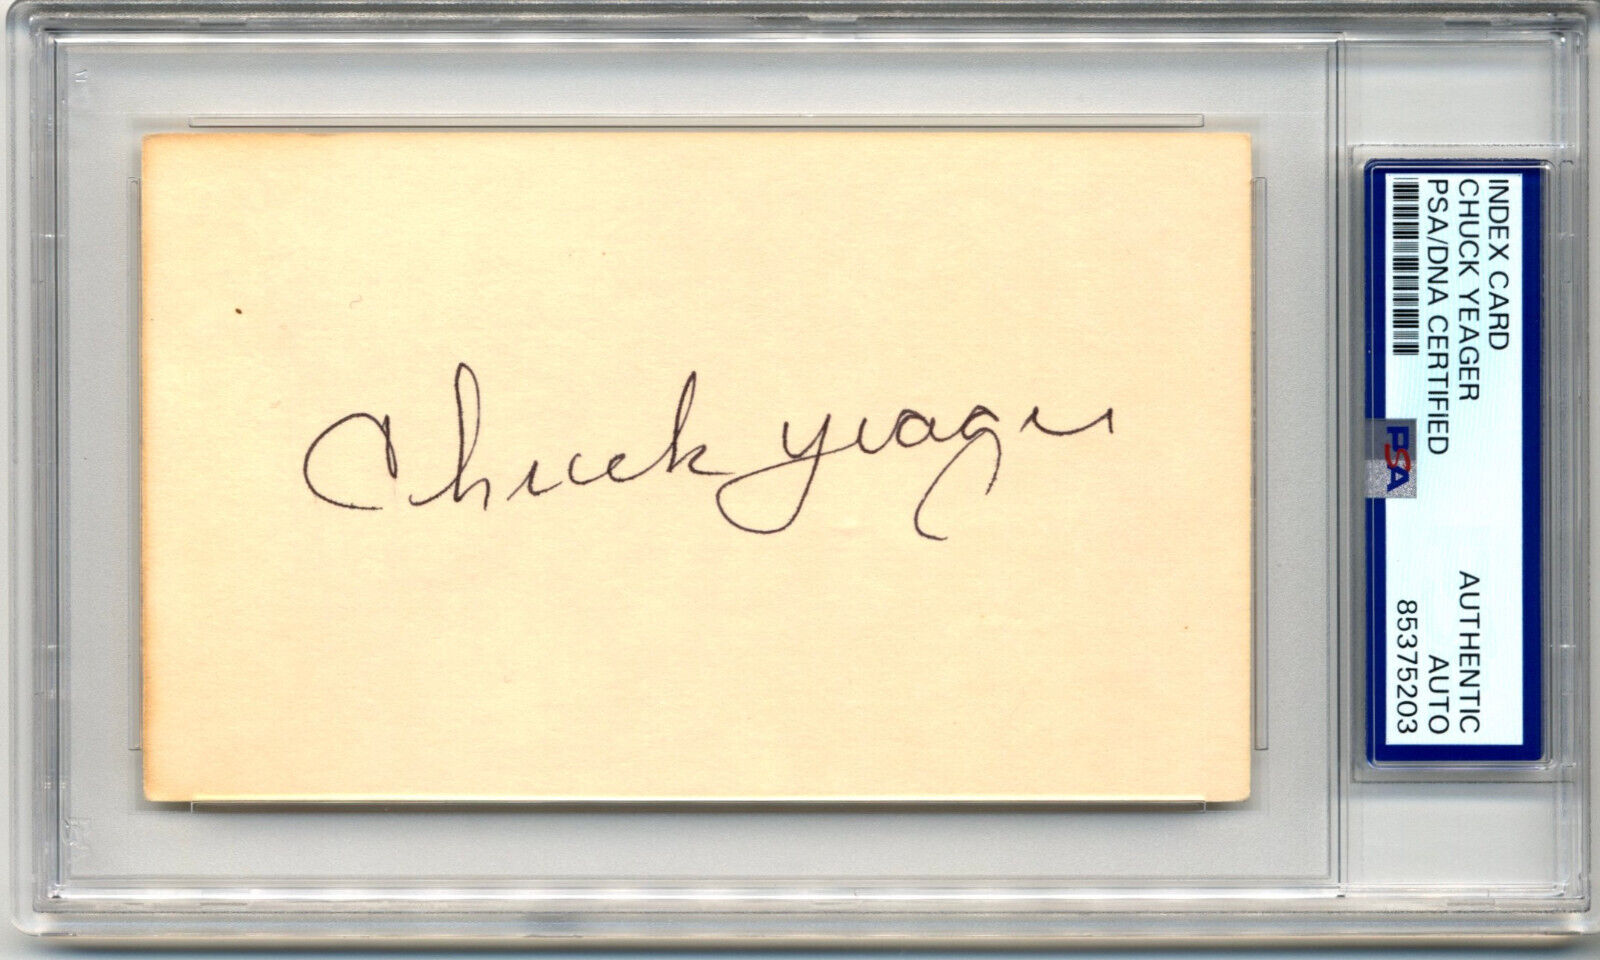 Chuck Yeager
INDEX CARD
CHUCK YEAGER
PSA/DNA CERTIFIED
PSA
AUTHENTIC
AUTO
85375203